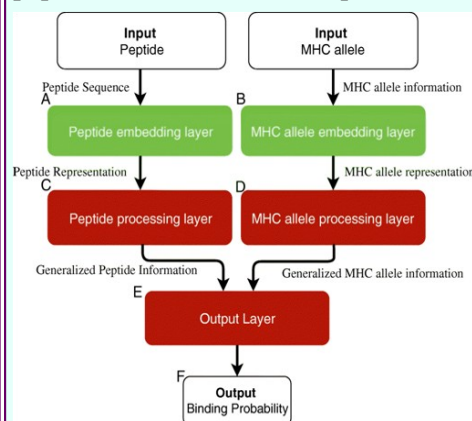 Input
Peptide
Input
MHC allele
Peptide Sequence
MHC allele information
A
Peptide embedding layer
B
MHC allele embedding layer
Peptide Representation
MHC allele representation
C
Peptide processing layer
D
MHC allele processing layer
Generalized Peptide Information
Generalized MHC allele information
E
Output Layer
F
Output
Binding Probability